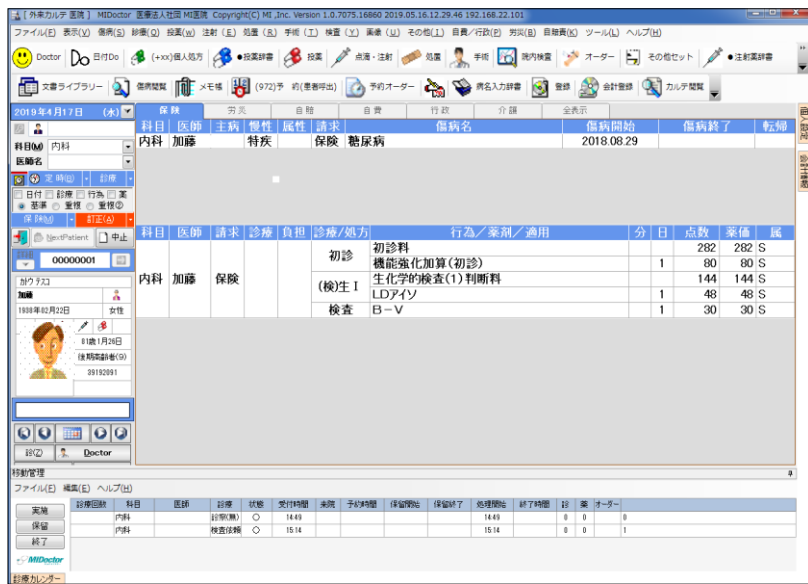 [ 外来カルテ 医院 ] MIDoctor 医療法人社団 MI医院 Copyright(C) MI ,Inc. Version 1.0.7075.16860 2019.05.16.12.29.46 192.168.22.101
ファイル(F) 表示(V) 傷病(S) 診療(Q) 投薬(w) 注射(E) 処置(R) 手術(T) 検査(Y) 画像(U) その他(I) 自費/行政(P) 労災(B) 自賠責(K) ツール(L) ヘルプ(H)
Doctor Do 日付Do (+xx)個人処方 ●投薬辞書 投薬 点滴・注射 処置 手術 院内検査 オーダー その他セット ●注射薬辞書
文書ライブラリー 傷病閲覧 メモ帳 (972)予 約(患者呼出) 予約オーダー 病名入力辞書 登録 会計登録 カルテ閲覧
2019年4月17日 (水) 保険 労災 自賠 自費 行政 介護 全表示
科目 医師 主病 慢性 属性 請求 傷病名 傷病開始 傷病終了 転帰
科目(M) 内科 内科 加藤 特疾 保険 糖尿病 2018.08.29
医師名
定時(U) 診療
日付 診療 行為 薬
基準 重複 重複②
保険(M) 訂正(A)
NextPatient 中止
科目 医師 請求 診療 負担 診療/処方 行為/薬剤/適用 分 日 点数 薬価 属
00000001
内科 加藤 保険 初診 初診料 282 282 S
機能強化加算(初診) 1 80 80 S
(検)生Ⅰ 生化学的検査(1)判断料 144 144 S
LDアイソ 1 48 48 S
検査 B-V 1 30 30 S
カトウ テスコ
加藤
1938年02月22日 女性
81歳1月26日
後期高齢者(9)
39192091
診(Z) Doctor
移動管理
ファイル(F) 編集(E) ヘルプ(H)
実施
保留
終了
MIDoctor
診療回数 科目 医師 診療 状態 受付時間 来院 予約時間 保留開始 保留終了 処理開始 終了時間 診 薬 オーダー
内科 診察(無) ○ 14:49 14:49 0 0 0
内科 検査依頼 ○ 15:14 15:14 0 0 1
診療カレンダー
個人設定
会計情報